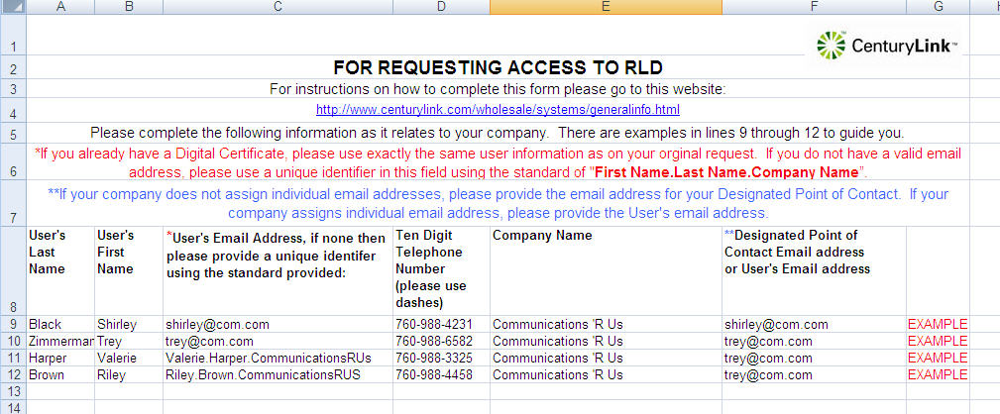 A B C D E F G
1 CenturyLink™
2 FOR REQUESTING ACCESS TO RLD
3 For instructions on how to complete this form please go to this website:
4 http://www.centurylink.com/wholesale/systems/generalinfo.html
5 Please complete the following information as it relates to your company. There are examples in lines 9 through 12 to guide you.
*If you already have a Digital Certificate, please use exactly the same user information as on your orginal request. If you do not have a valid email
6 address, please use a unique identifier in this field using the standard of "First Name.Last Name.Company Name".
**If your company does not assign individual email addresses, please provide the email address for your Designated Point of Contact. If your
7 company assigns individual email address, please provide the User's email address.
User's Last Name
User's First Name
*User's Email Address, if none then please provide a unique identifer using the standard provided:
Ten Digit Telephone Number (please use dashes)
Company Name
**Designated Point of Contact Email address or User's Email address
8
9 Black Shirley shirley@com.com 760-988-4231 Communications 'R Us shirley@com.com EXAMPLE
10 Zimmerman Trey trey@com.com 760-988-6582 Communications 'R Us trey@com.com EXAMPLE
11 Harper Valerie Valerie.Harper.CommunicationsRUs 760-988-3325 Communications 'R Us trey@com.com EXAMPLE
12 Brown Riley Riley.Brown.CommunicationsRUS 760-988-4458 Communications 'R Us trey@com.com EXAMPLE
13
14